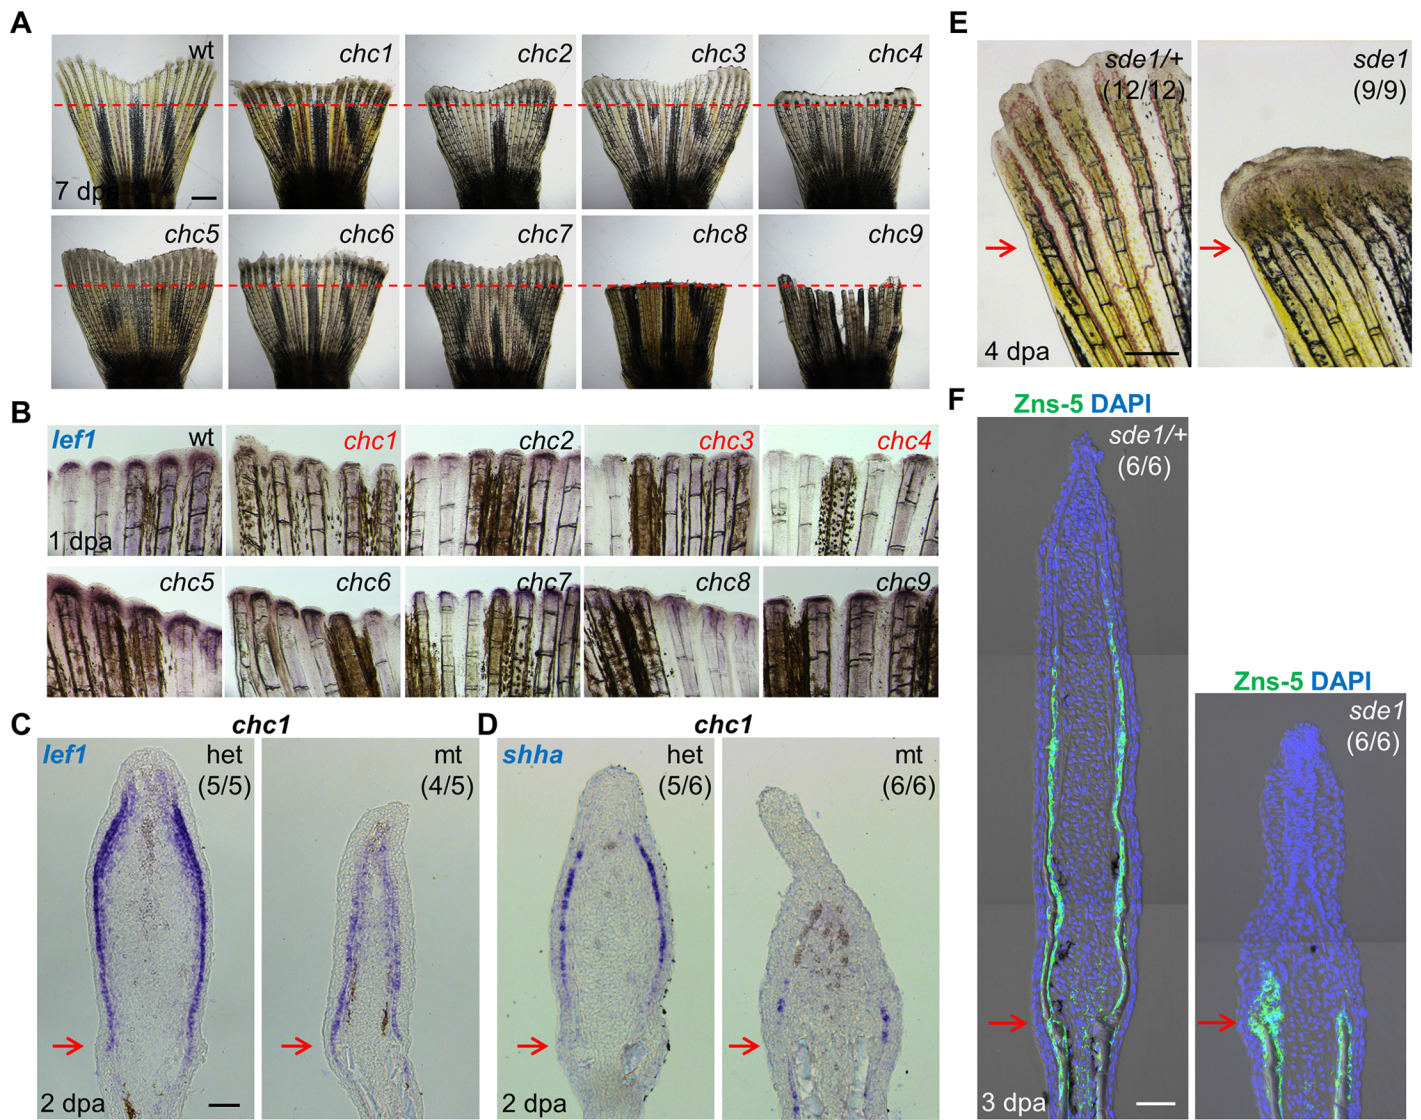 A
wt
chc1
chc2
chc3
chc4
7 dpa
chc5
chc6
chc7
chc8
chc9
B
lef1
wt
chc1
chc2
chc3
chc4
1 dpa
chc5
chc6
chc7
chc8
chc9
C
chc1
lef1
het
(5/5)
mt
(4/5)
2 dpa
D
chc1
shha
het
(5/6)
mt
(6/6)
2 dpa
E
sde1/+
(12/12)
sde1
(9/9)
4 dpa
F
Zns-5 DAPI
sde1/+
(6/6)
3 dpa
Zns-5 DAPI
sde1
(6/6)